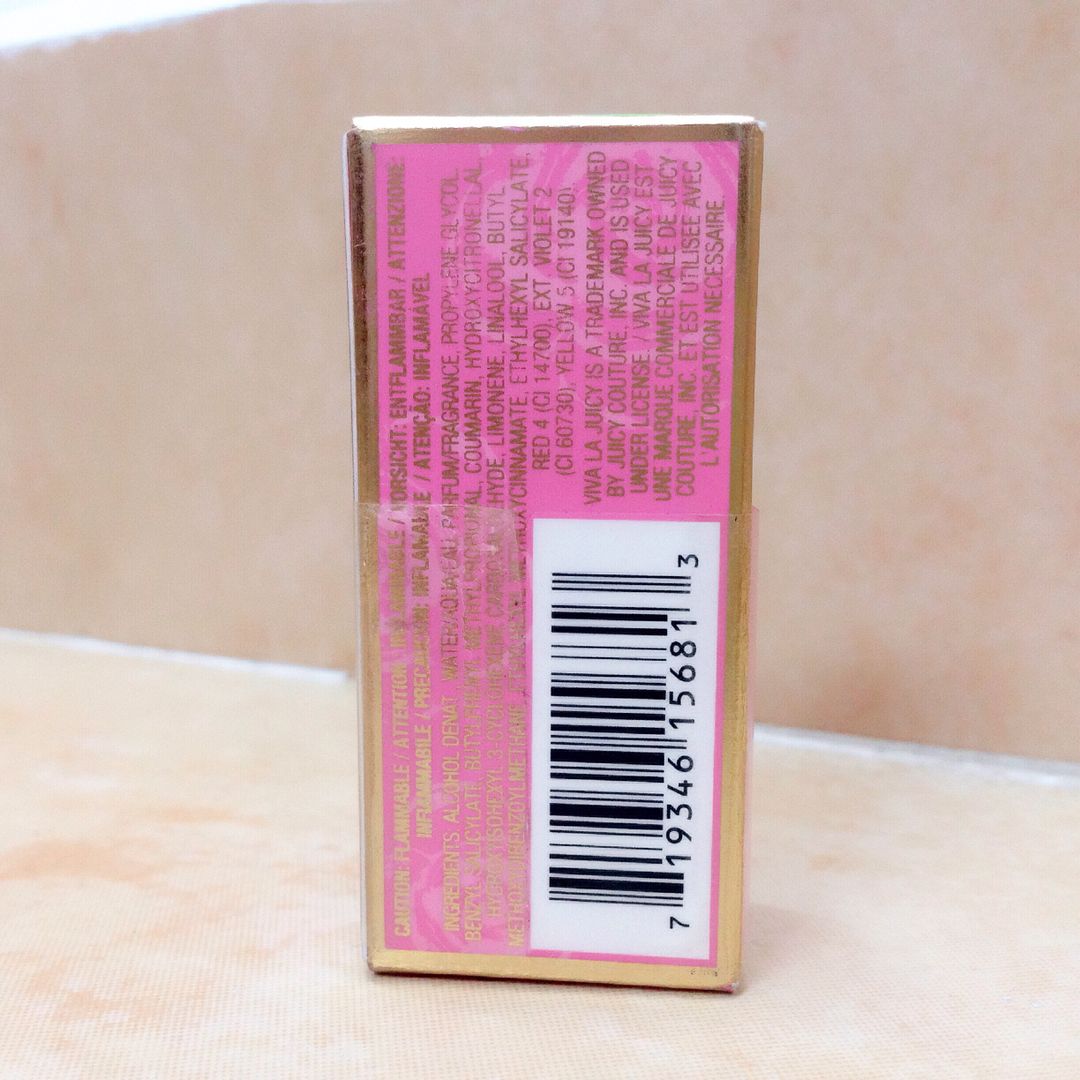 CAUTION: FLAMMABLE / ATTENTION: INFLAMMABLE / VORSICHT: ENTFLAMMBAR / ATTENZIONE:
INFLAMMABILE / PRECAUCION: INFLAMABLE / ATENÇÃO: INFLAMÁVEL
INGREDIENTS: ALCOHOL DENAT., WATER/AQUA/EAU, PARFUM/FRAGRANCE, PROPYLENE GLYCOL,
BENZYL SALICYLATE, BUTYLPHENYL METHYLPROPIONAL, COUMARIN, HYDROXYCITRONELLAL,
HYDROXYISOHEXYL 3-CYCLOHEXENE CARBOXALDEHYDE, LIMONENE, LINALOOL, BUTYL
METHOXYDIBENZOYLMETHANE, ETHYLHEXYL METHOXYCINNAMATE, ETHYLHEXYL SALICYLATE,
RED 4 (CI 14700), EXT. VIOLET 2
(CI 60730), YELLOW 5 (CI 19140).
VIVA LA JUICY IS A TRADEMARK OWNED
BY JUICY COUTURE, INC. AND IS USED
UNDER LICENSE. / VIVA LA JUICY EST
UNE MARQUE COMMERCIALE DE JUICY
COUTURE, INC. ET EST UTILISEE AVEC
L'AUTORISATION NECESSAIRE.
7 19346 15681 3